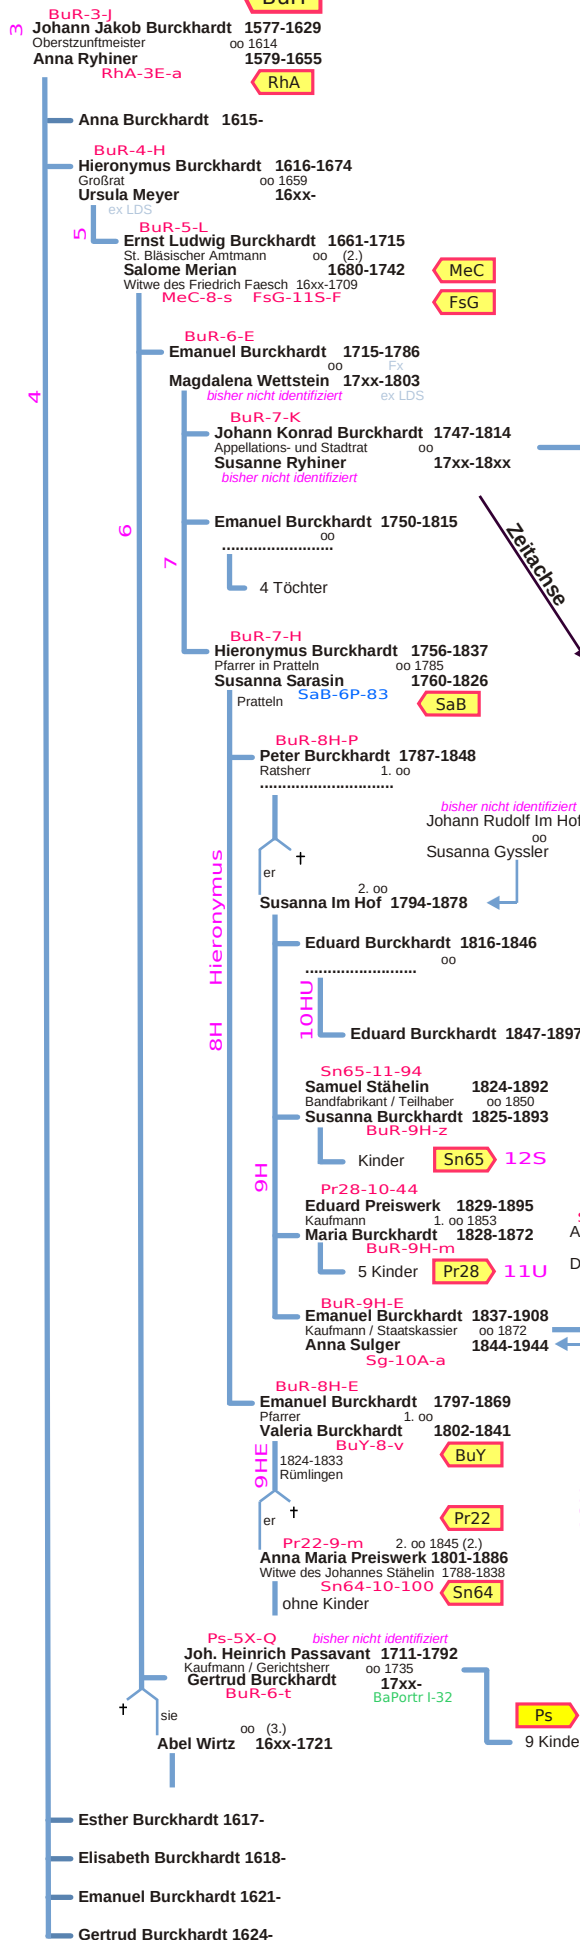 BuR-3-J
3
Johann Jakob Burckhardt 1577-1629
Oberstzunftmeister oo 1614
Anna Ryhiner 1579-1655
RhA-3E-a
RhA
Anna Burckhardt 1615-
BuR-4-H
Hieronymus Burckhardt 1616-1674
Großrat oo 1659
Ursula Meyer 16xx-
ex LDS
5
BuR-5-L
Ernst Ludwig Burckhardt 1661-1715
St. Bläsischer Amtmann oo (2.)
Salome Merian 1680-1742
MeC
Witwe des Friedrich Faesch 16xx-1709
MeC-8-s FsG-11S-F
FsG
BuR-6-E
Emanuel Burckhardt 1715-1786
oo Fx
Magdalena Wettstein 17xx-1803
bisher nicht identifiziert ex LDS
4
BuR-7-K
Johann Konrad Burckhardt 1747-1814
Appellations- und Stadtrat oo
Susanne Ryhiner 17xx-18xx
bisher nicht identifiziert
Emanuel Burckhardt 1750-1815
oo
.........................
6
7
Zeitachse
4 Töchter
BuR-7-H
Hieronymus Burckhardt 1756-1837
Pfarrer in Pratteln oo 1785
Susanna Sarasin 1760-1826
Pratteln SaB-6P-83
SaB
BuR-8H-P
Peter Burckhardt 1787-1848
Ratsherr 1. oo
..............................
bisher nicht identifiziert
Johann Rudolf Im Hof
oo
Susanna Gyssler
✝
er
2. oo
Susanna Im Hof 1794-1878
8H Hieronymus
Eduard Burckhardt 1816-1846
oo
.........................
10HU
Eduard Burckhardt 1847-1897
Sn65-11-94
Samuel Stähelin 1824-1892
Bandfabrikant / Teilhaber oo 1850
Susanna Burckhardt 1825-1893
BuR-9H-z
Kinder Sn65 12S
9H
Pr28-10-44
Eduard Preiswerk 1829-1895
Kaufmann 1. oo 1853
Maria Burckhardt 1828-1872
BuR-9H-m
5 Kinder Pr28 11U
A
D
BuR-9H-E
Emanuel Burckhardt 1837-1908
Kaufmann / Staatskassier oo 1872
Anna Sulger 1844-1944
Sg-10A-a
BuR-8H-E
Emanuel Burckhardt 1797-1869
Pfarrer 1. oo
Valeria Burckhardt 1802-1841
BuY-8-v
BuY
9HE
1824-1833
Rümlingen
✝
er
Pr22
Pr22-9-m 2. oo 1845 (2.)
Anna Maria Preiswerk 1801-1886
Witwe des Johannes Stähelin 1788-1838
Sn64-10-100
Sn64
ohne Kinder
Ps-5X-Q bisher nicht identifiziert
Joh. Heinrich Passavant 1711-1792
Kaufmann / Gerichtsherr oo 1735
Gertrud Burckhardt 17xx-
BuR-6-t BaPortr I-32
✝
sie
Ps
9 Kinde
oo (3.)
Abel Wirtz 16xx-1721
Esther Burckhardt 1617-
Elisabeth Burckhardt 1618-
Emanuel Burckhardt 1621-
Gertrud Burckhardt 1624-